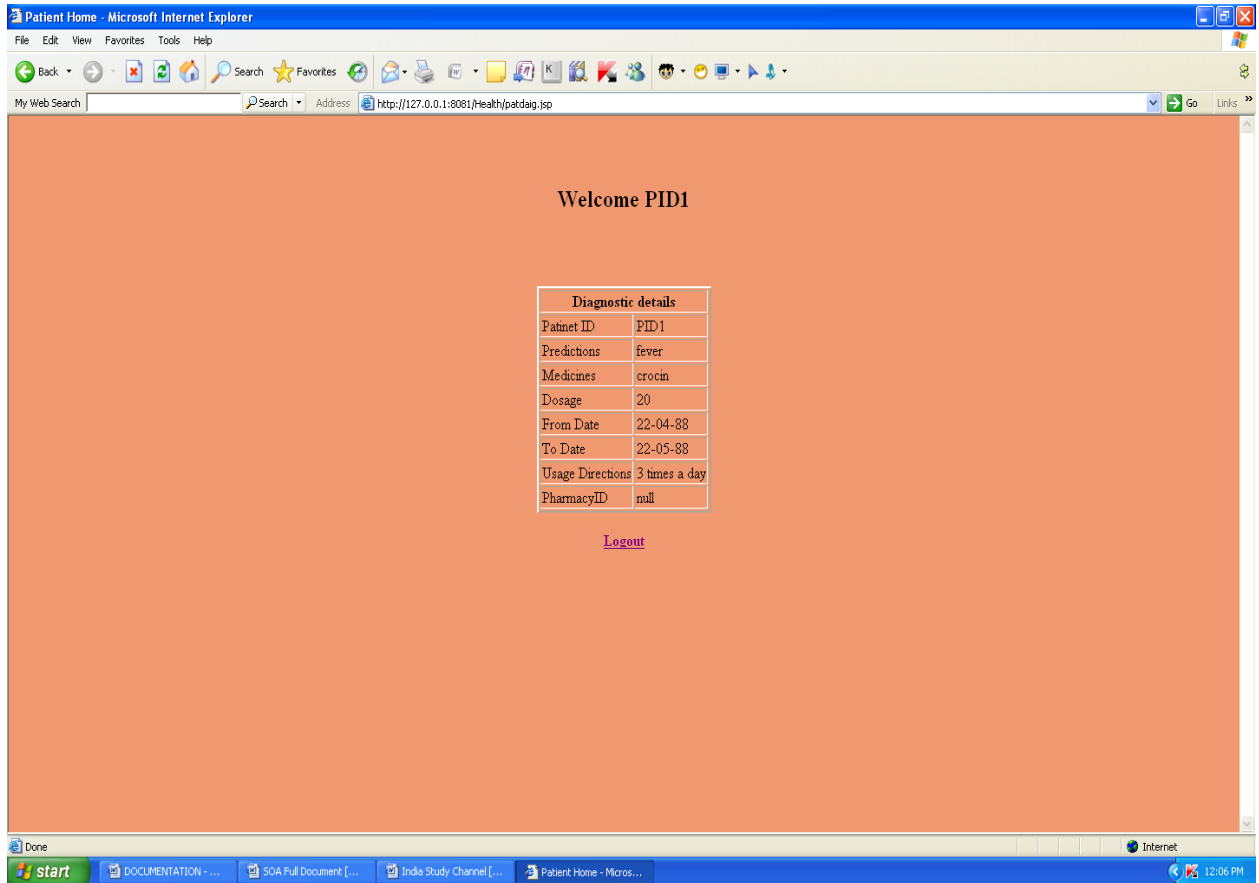 Patient Home - Microsoft Internet Explorer
File Edit View Favorites Tools Help
Back Search Favorites
My Web Search Search Address http://127.0.0.1:8081/Health/patdaig.jsp Go Links »
Welcome PID1
Diagnostic details
Patinet ID PID1
Predictions fever
Medicines crocin
Dosage 20
From Date 22-04-88
To Date 22-05-88
Usage Directions 3 times a day
PharmacyID null
Logout
Done Internet
start DOCUMENTATION - ... SOA Full Document [... India Study Channel [... Patient Home - Micros... 12:06 PM